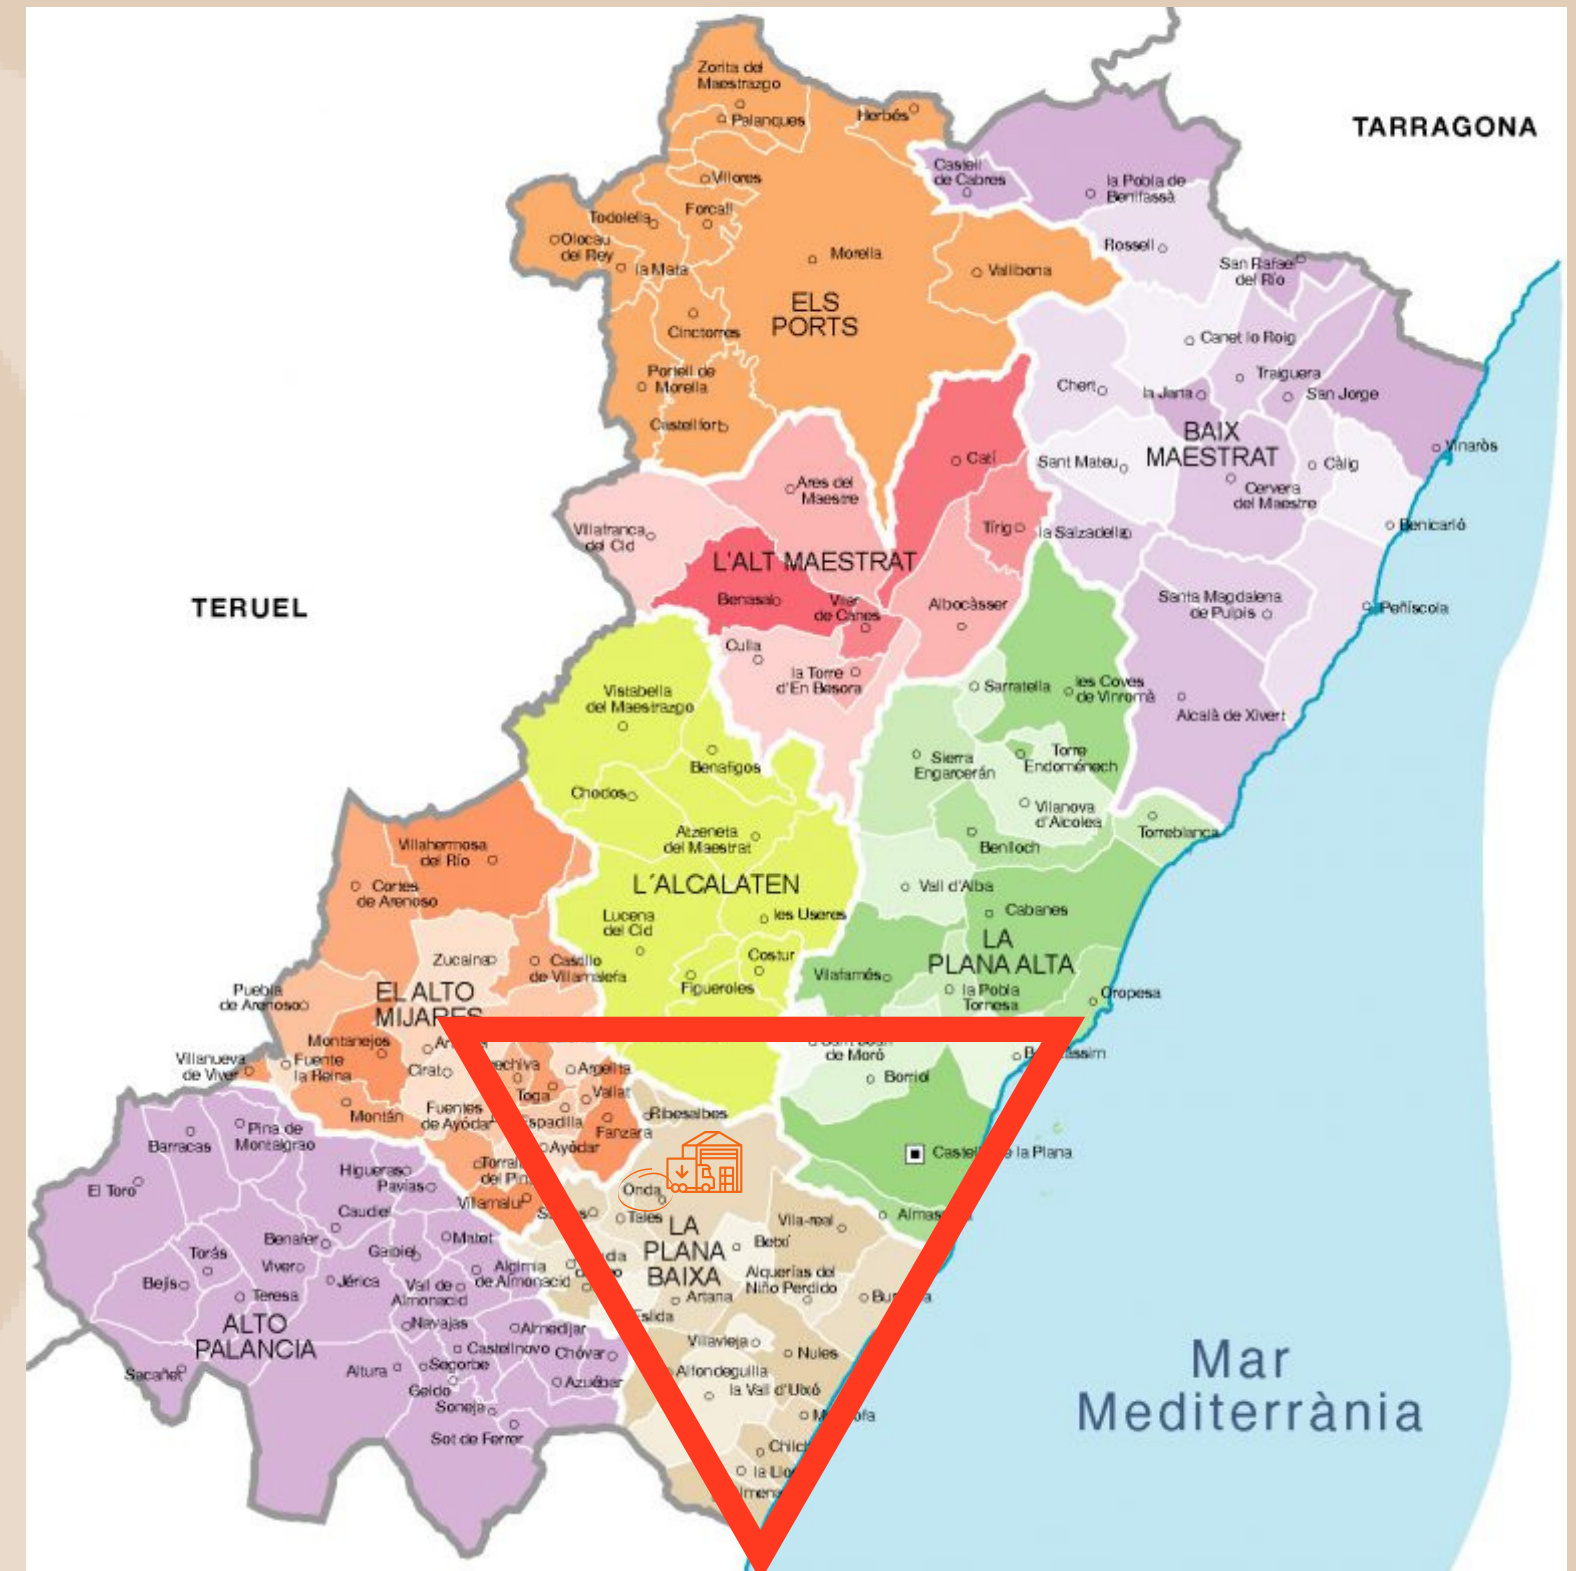 TARRAGONA
Zorita del
Maestrazgo
Palanques
Herbés
Castell
de Cabres
la Pobla de
Benifassà
Villores
Todolella
Forcall
Olocau
del Rey
la Mata
Morella
Vallibona
Rossell
San Rafael
del Río
ELS
PORTS
Cinctorres
Canet lo Roig
Portell de
Morella
Castellfort
Chert
la Jana
Traiguera
San Jorge
BAIX
MAESTRAT
Catí
Sant Mateu
Càlig
Vinaròs
Cervera
del Maestre
Ares del
Maestre
Benicarló
Villafranca
del Cid
Tírig
la Salzadella
L'ALT MAESTRAT
TERUEL
Benasal
Vilar
de Canes
Albocàsser
Santa Magdalena
de Pulpis
Peñíscola
Culla
la Torre
d'En Besora
Sarratella
les Coves
de Vinromà
Alcalà de Xivert
Vistabella
del Maestrazgo
Benafigos
Sierra
Engarcerán
Torre
Endoménech
Chodos
Vilanova
d'Alcolea
Torreblanca
Atzeneta
del Maestrat
Benlloch
Villahermosa
del Río
L´ALCALATEN
Vall d'Alba
Cortes
de Arenoso
Lucena
del Cid
les Useres
Cabanes
LA
PLANA ALTA
Zucaina
Castillo
de Villamalefa
Costur
Figueroles
Vilafamés
la Pobla
Tornesa
Oropesa
Puebla
de Arenoso
EL ALTO
MIJARES
Montanejos
Villanueva
de Viver
Fuente
la Reina
Cirat
Argelita
de Moró
Borriol
Toga
Vallat
Montán
Fuentes
de Ayódar
Espadilla
Fanzara
Ribesalbes
Ayódar
Barracas
Pina de
Montalgrao
Higueras
Pavías
El Toro
Villamalur
Onda
Tales
LA
PLANA
BAIXA
Vila-real
Betxí
Caudiel
Benafer
Matet
Gaibiel
Torás
Viver
Jérica
Bejís
Teresa
Vall de
Almonacid
Algimia
de Almonacid
Artana
Alquerías del
Niño Perdido
Eslida
ALTO
PALANCIA
Navajas
Almedíjar
Castellnovo
Chóvar
Villavieja
Nules
Sacañet
Altura
Segorbe
Geldo
Azuébar
Alfondeguilla
la Vall d'Uixó
Soneja
Sot de Ferrer
Mar
Mediterrània